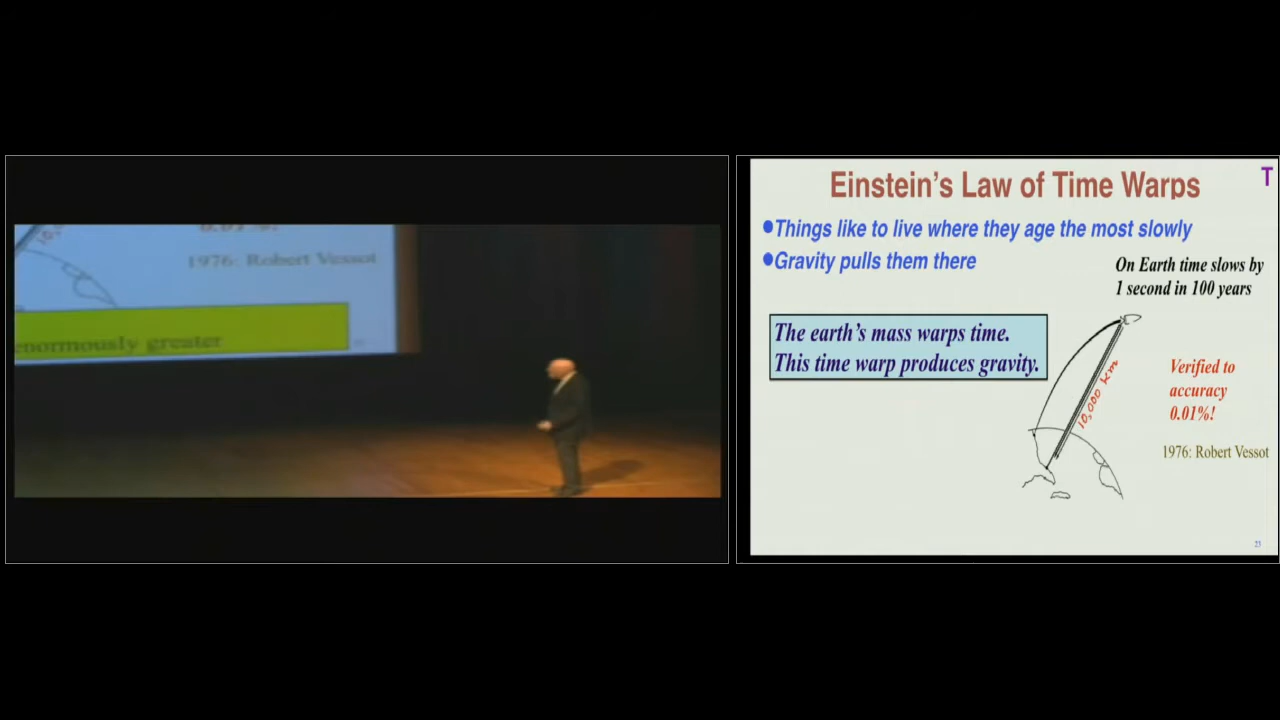 1976: Robert Vessot
enormously greater
Einstein's Law of Time Warps
T
•Things like to live where they age the most slowly
•Gravity pulls them there
On Earth time slows by
1 second in 100 years
The earth's mass warps time.
This time warp produces gravity.
10,000 km
Verified to
accuracy
0.01%!
1976: Robert Vessot
23